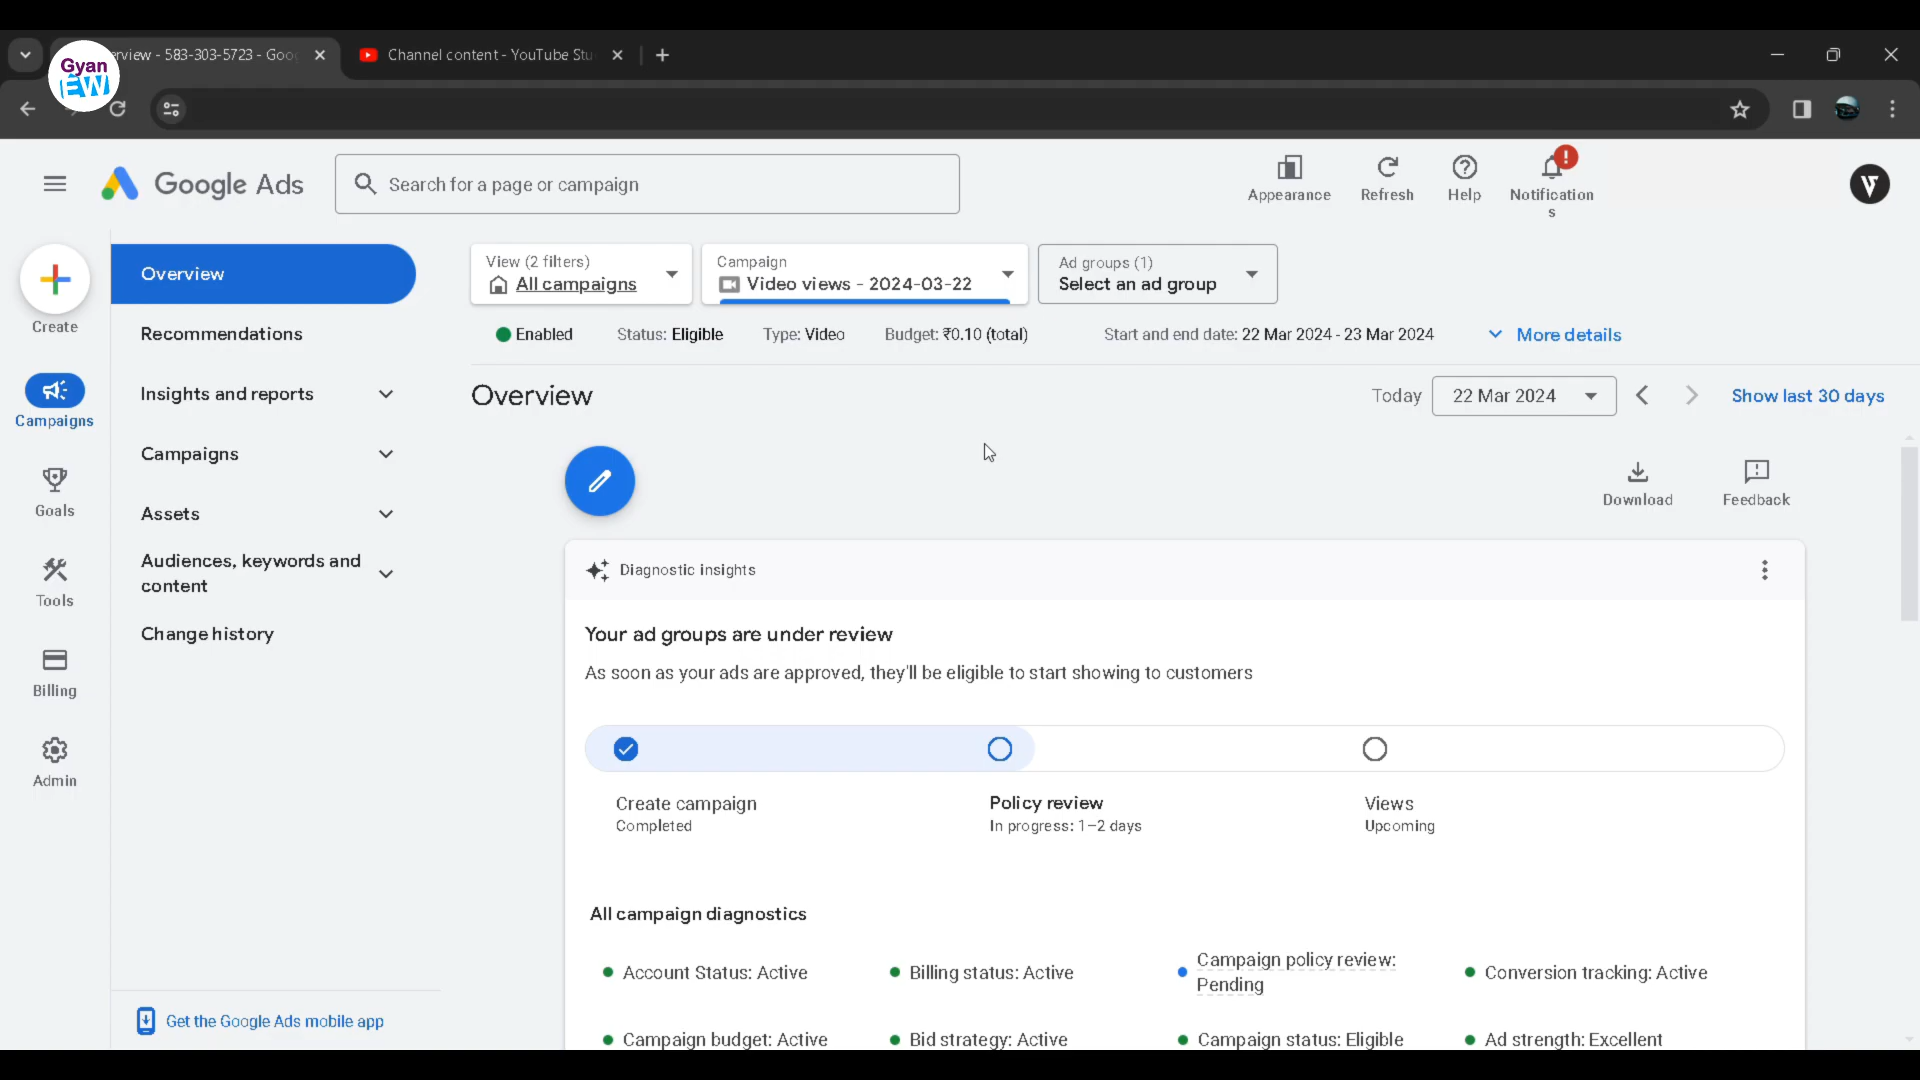 erview - 583-303-5723 - Goo
Channel content - YouTube Stu
Gyan
EW
Google Ads
Search for a page or campaign
Appearance
Refresh
Help
Notification
s
!
V
Create
Campaigns
Goals
Tools
Billing
Admin
Overview
Recommendations
Insights and reports
Campaigns
Assets
Audiences, keywords and
content
Change history
Get the Google Ads mobile app
View (2 filters)
All campaigns
Campaign
Video views - 2024-03-22
Ad groups (1)
Select an ad group
Enabled Status: Eligible Type: Video Budget: ₹0.10 (total) Start and end date: 22 Mar 2024 - 23 Mar 2024 More details
Overview
Today 22 Mar 2024 Show last 30 days
Download
Feedback
Diagnostic insights
Your ad groups are under review
As soon as your ads are approved, they'll be eligible to start showing to customers
Create campaign
Completed
Policy review
In progress: 1–2 days
Views
Upcoming
All campaign diagnostics
Account Status: Active
Billing status: Active
Campaign policy review:
Pending
Conversion tracking: Active
Campaign budget: Active
Bid strategy: Active
Campaign status: Eligible
Ad strength: Excellent